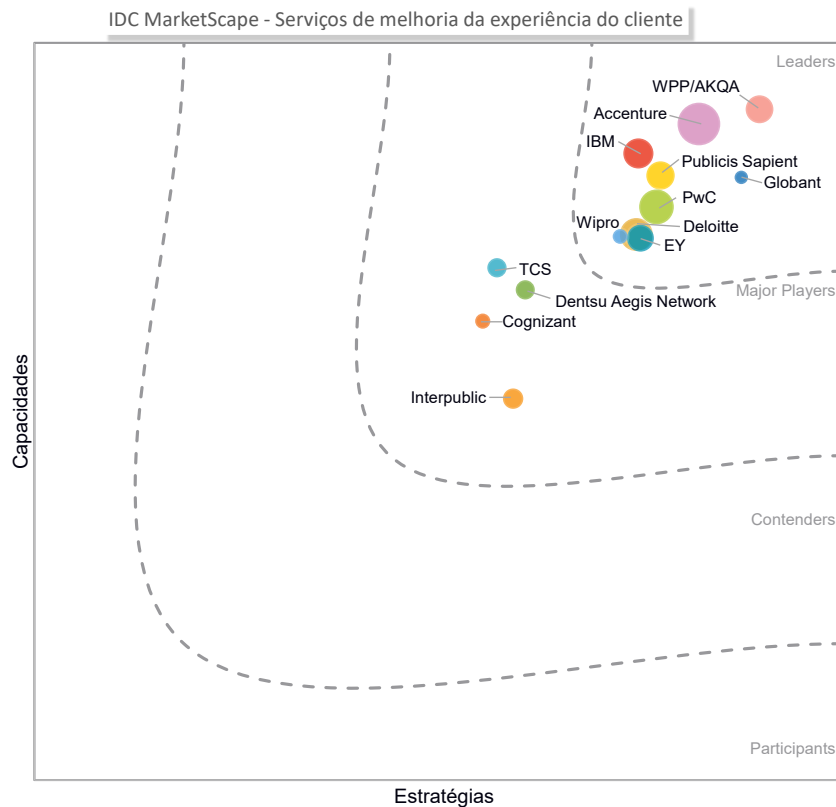 IDC MarketScape - Serviços de melhoria da experiência do cliente
Leaders
WPP/AKQA
Accenture
IBM
Publicis Sapient
Globant
PwC
Wipro
Deloitte
EY
TCS
Major Players
Dentsu Aegis Network
Cognizant
Interpublic
Capacidades
Contenders
Participants
Estratégias